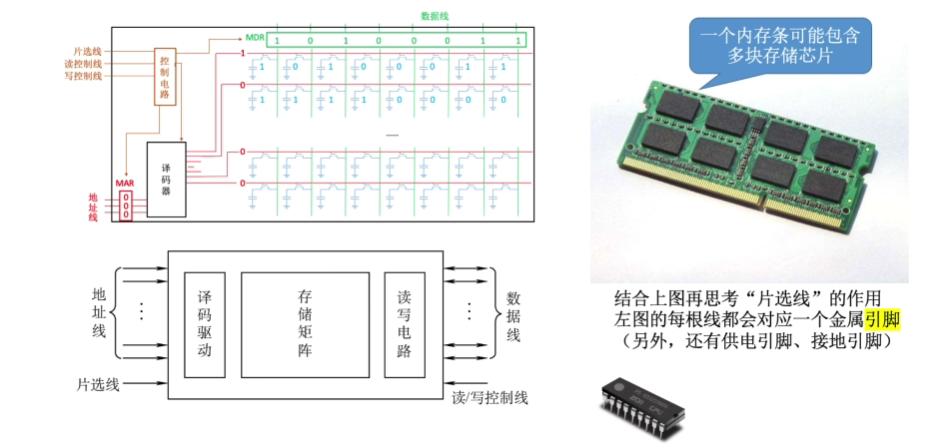 数据线
MDR 1 0 1 0 0 0 1 1
片选线
读控制线
写控制线
控制电路
1
1 0 1 0 0 0 1 1
0
1 1 1 1 0 0 0 0
译码器
0
0
MAR
地址线
0
0
0
一个内存条可能包含
多块存储芯片
地址线
译码驱动
存储矩阵
读写电路
数据线
片选线
读/写控制线
结合上图再思考“片选线”的作用
左图的每根线都会对应一个金属引脚
(另外,还有供电引脚、接地引脚)